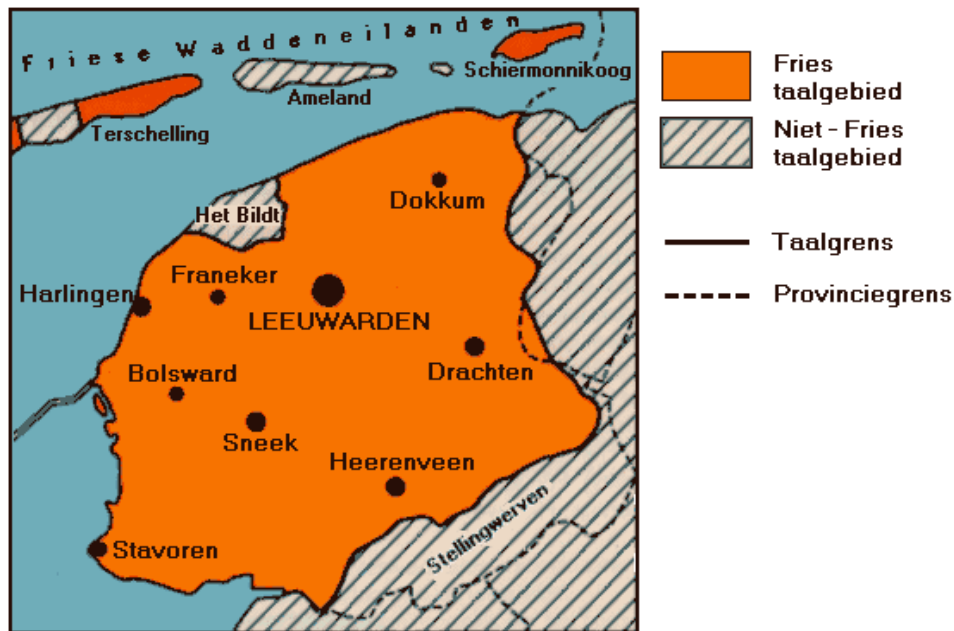 Friese Waddeneilanden
Schiermonnikoog
Ameland
Terschelling
Dokkum
Het Bildt
Franeker
Harlingen
LEEUWARDEN
Drachten
Bolsward
Sneek
Heerenveen
Stellingwerven
Stavoren
Fries
taalgebied
Niet - Fries
taalgebied
Taalgrens
Provinciegrens